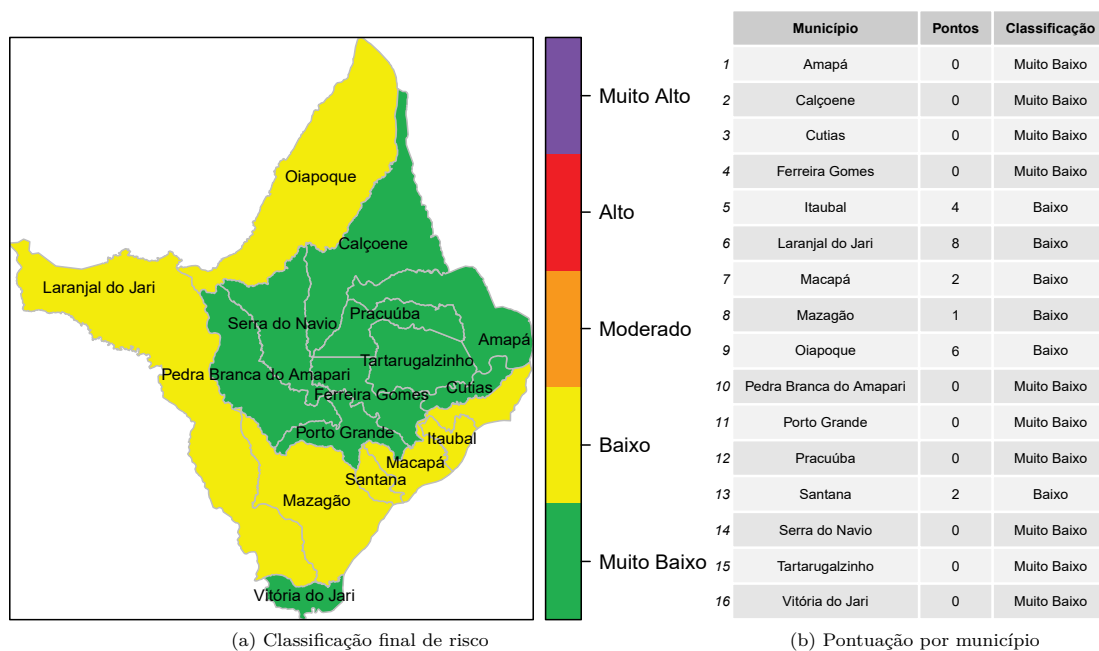 Oiapoque
Calçoene
Laranjal do Jari
Pracuúba
Serra do Navio
Amapá
Tartarugalzinho
Pedra Branca do Amapari
Cutias
Ferreira Gomes
Porto Grande
Itaubal
Macapá
Santana
Mazagão
Vitória do Jari
Muito Alto
Alto
Moderado
Baixo
Muito Baixo
(a) Classificação final de risco
Município Pontos Classificação
1 Amapá 0 Muito Baixo
2 Calçoene 0 Muito Baixo
3 Cutias 0 Muito Baixo
4 Ferreira Gomes 0 Muito Baixo
5 Itaubal 4 Baixo
6 Laranjal do Jari 8 Baixo
7 Macapá 2 Baixo
8 Mazagão 1 Baixo
9 Oiapoque 6 Baixo
10 Pedra Branca do Amapari 0 Muito Baixo
11 Porto Grande 0 Muito Baixo
12 Pracuúba 0 Muito Baixo
13 Santana 2 Baixo
14 Serra do Navio 0 Muito Baixo
15 Tartarugalzinho 0 Muito Baixo
16 Vitória do Jari 0 Muito Baixo
(b) Pontuação por município